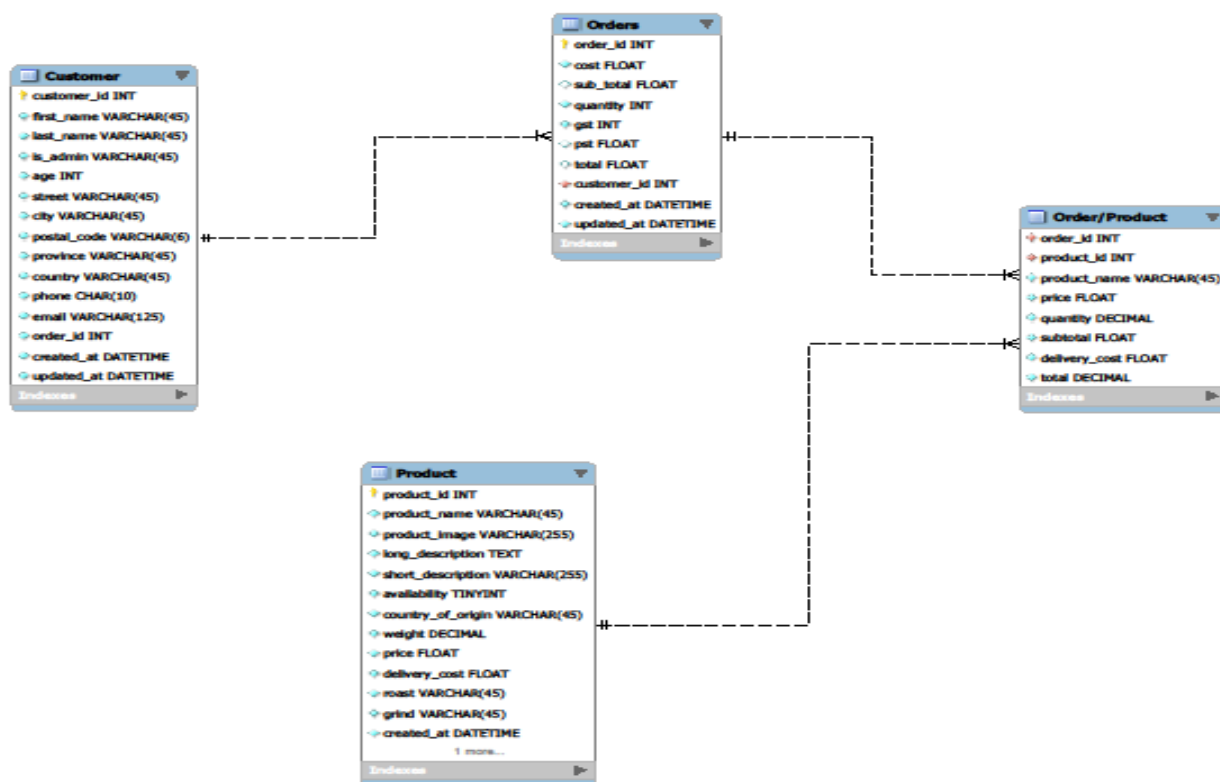 Customer
customer_id INT
first_name VARCHAR(45)
last_name VARCHAR(45)
is_admin VARCHAR(45)
age INT
street VARCHAR(45)
city VARCHAR(45)
postal_code VARCHAR(6)
province VARCHAR(45)
country VARCHAR(45)
phone CHAR(10)
email VARCHAR(125)
order_id INT
created_at DATETIME
updated_at DATETIME
Indexes
Orders
order_id INT
cost FLOAT
sub_total FLOAT
quantity INT
gst INT
pst FLOAT
total FLOAT
customer_id INT
created_at DATETIME
updated_at DATETIME
Indexes
Order/Product
order_id INT
product_id INT
product_name VARCHAR(45)
price FLOAT
quantity DECIMAL
subtotal FLOAT
delivery_cost FLOAT
total DECIMAL
Indexes
Product
product_id INT
product_name VARCHAR(45)
product_image VARCHAR(255)
long_description TEXT
short_description VARCHAR(255)
availability TINYINT
country_of_origin VARCHAR(45)
weight DECIMAL
price FLOAT
delivery_cost FLOAT
roast VARCHAR(45)
grind VARCHAR(45)
created_at DATETIME
1 more...
Indexes